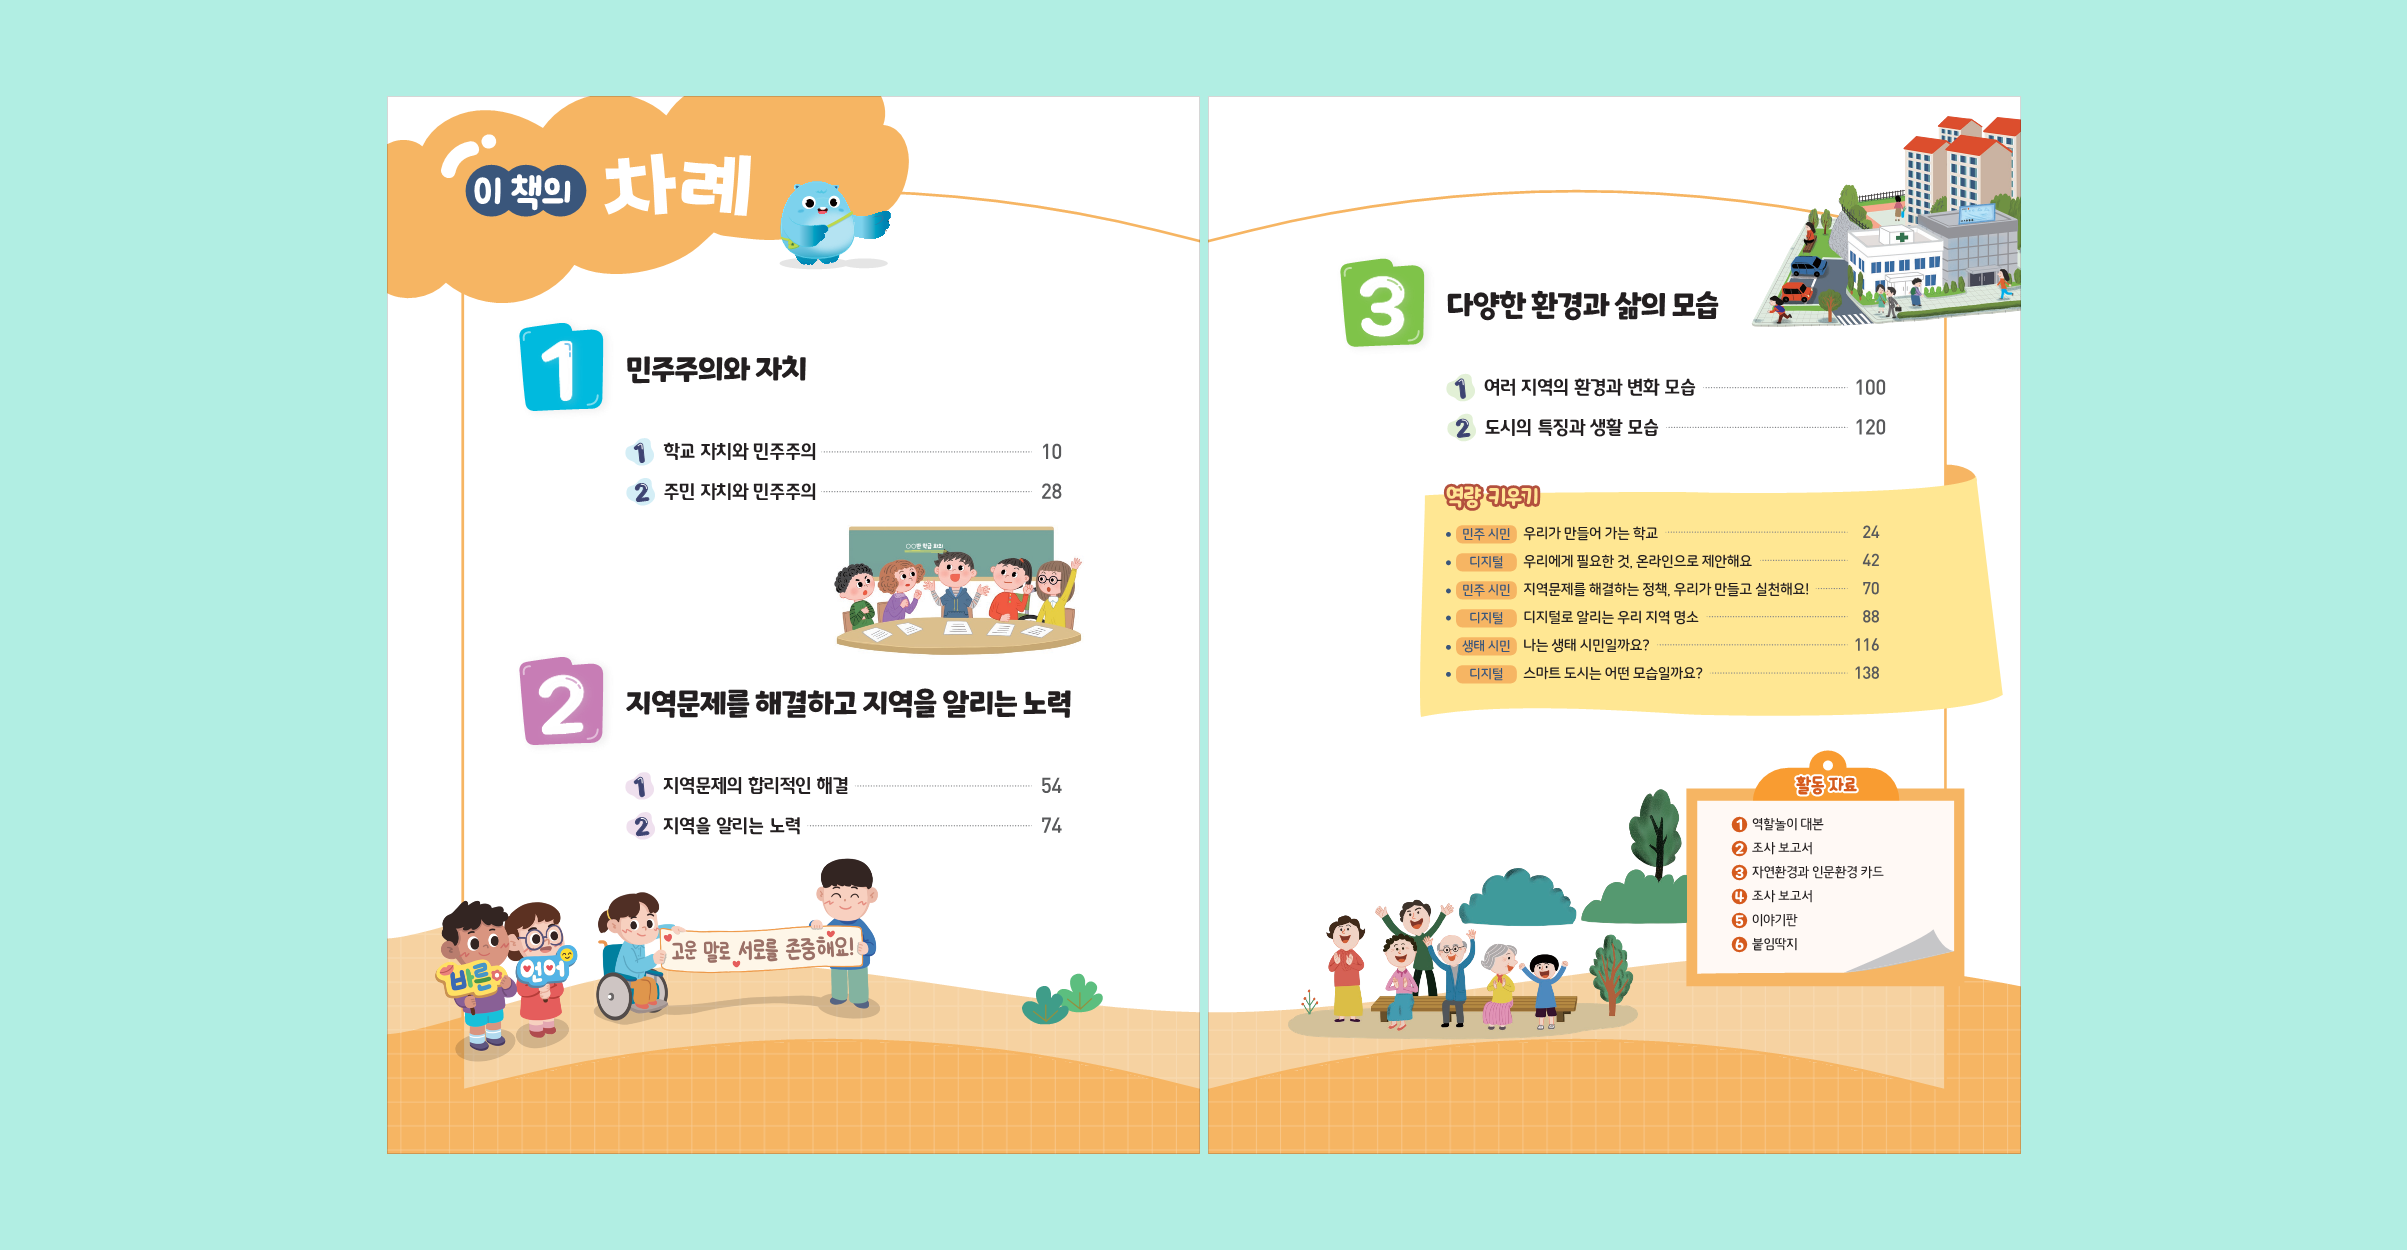 이 책의 차례
1 민주주의와 자치
1 학교 자치와 민주주의 10
2 주민 자치와 민주주의 28
○○반 학급 회의
2 지역문제를 해결하고 지역을 알리는 노력
1 지역문제의 합리적인 해결 54
2 지역을 알리는 노력 74
바른
언어
고운 말로 서로를 존중해요!
3 다양한 환경과 삶의 모습
1 여러 지역의 환경과 변화 모습 100
2 도시의 특징과 생활 모습 120
역량 키우기
• 민주 시민 우리가 만들어 가는 학교 24
• 디지털 우리에게 필요한 것, 온라인으로 제안해요 42
• 민주 시민 지역문제를 해결하는 정책, 우리가 만들고 실천해요! 70
• 디지털 디지털로 알리는 우리 지역 명소 88
• 생태 시민 나는 생태 시민일까요? 116
• 디지털 스마트 도시는 어떤 모습일까요? 138
활동 자료
1 역할놀이 대본
2 조사 보고서
3 자연환경과 인문환경 카드
4 조사 보고서
5 이야기판
6 붙임딱지